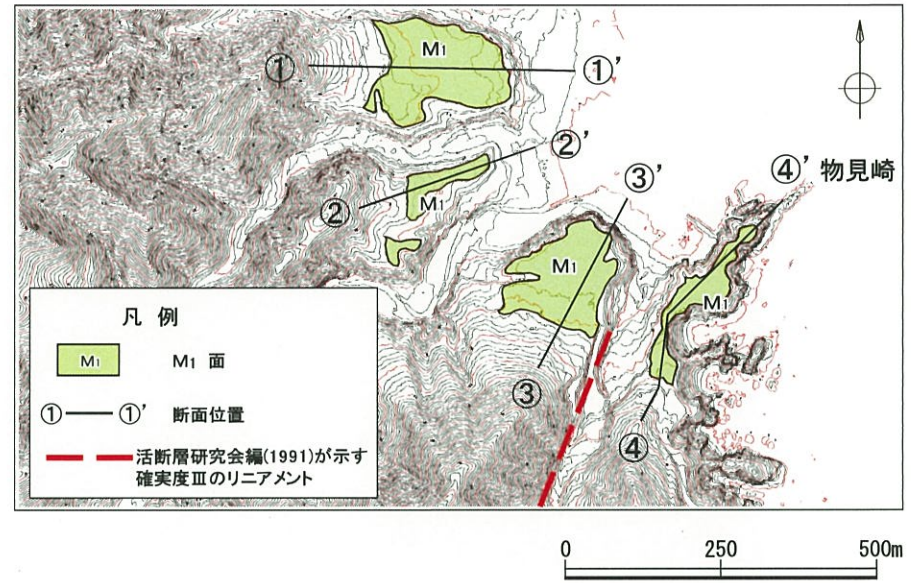 M1
① ①'
②'
③' ④' 物見崎
②
M1
M1
M1
③
④
凡 例
M1 M1 面
① ①' 断面位置
活断層研究会編(1991)が示す
確実度Ⅲのリニアメント
0 250 500m